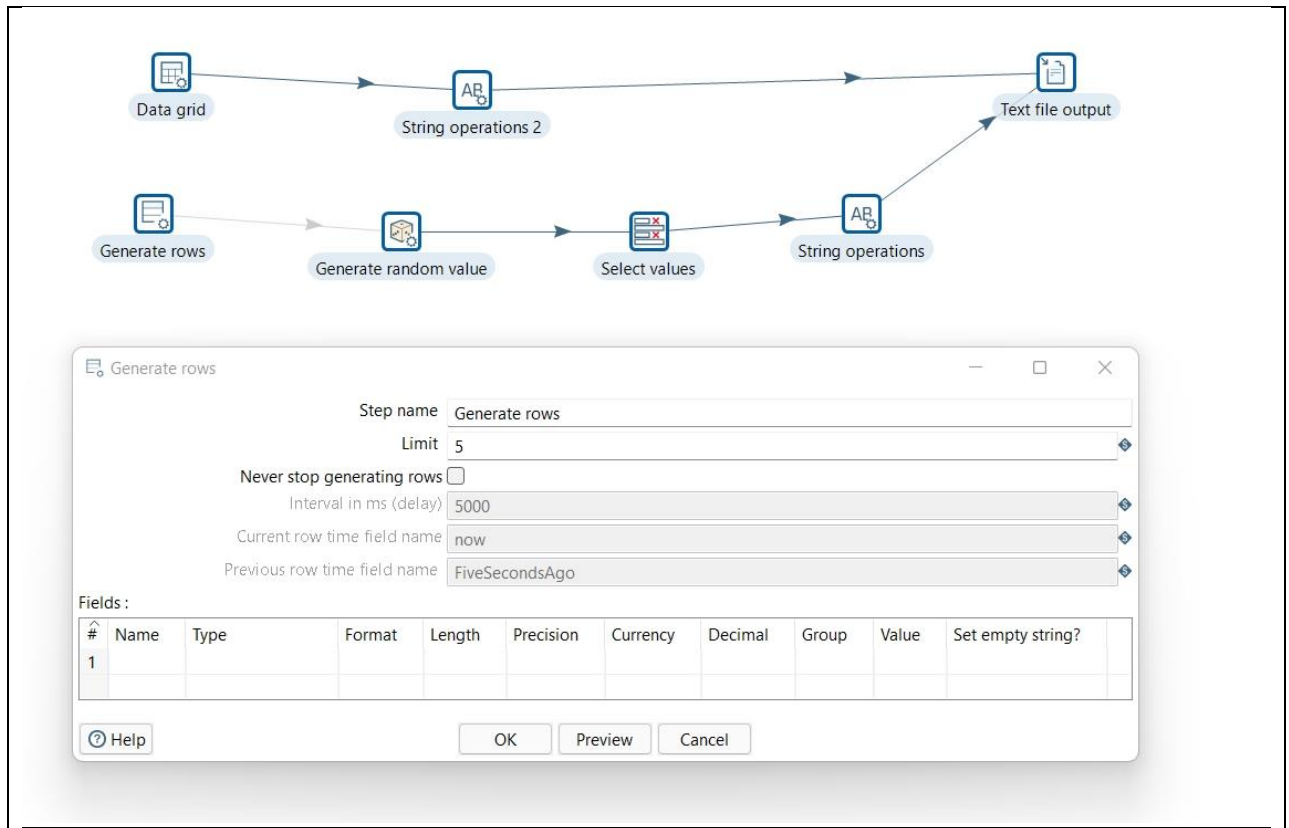 Data grid
String operations 2
Text file output
Generate rows
Generate random value
Select values
String operations
Generate rows
Step name Generate rows
Limit 5
Never stop generating rows
Interval in ms (delay) 5000
Current row time field name now
Previous row time field name FiveSecondsAgo
Fields :
# Name Type Format Length Precision Currency Decimal Group Value Set empty string?
1
Help OK Preview Cancel